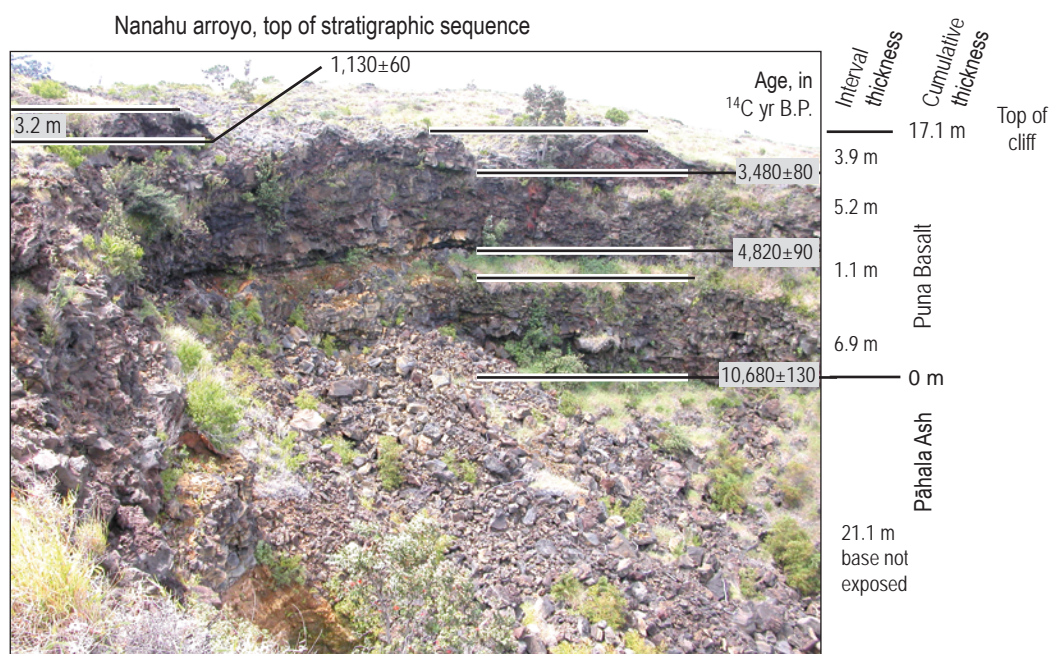 Nanahu arroyo, top of stratigraphic sequence
1,130±60
3.2 m
Age, in
¹⁴C yr B.P.
3,480±80
4,820±90
10,680±130
Interval
thickness
Cumulative
thickness
17.1 m
Top of
cliff
3.9 m
5.2 m
1.1 m
6.9 m
0 m
Puna Basalt
Pāhala Ash
21.1 m
base not
exposed